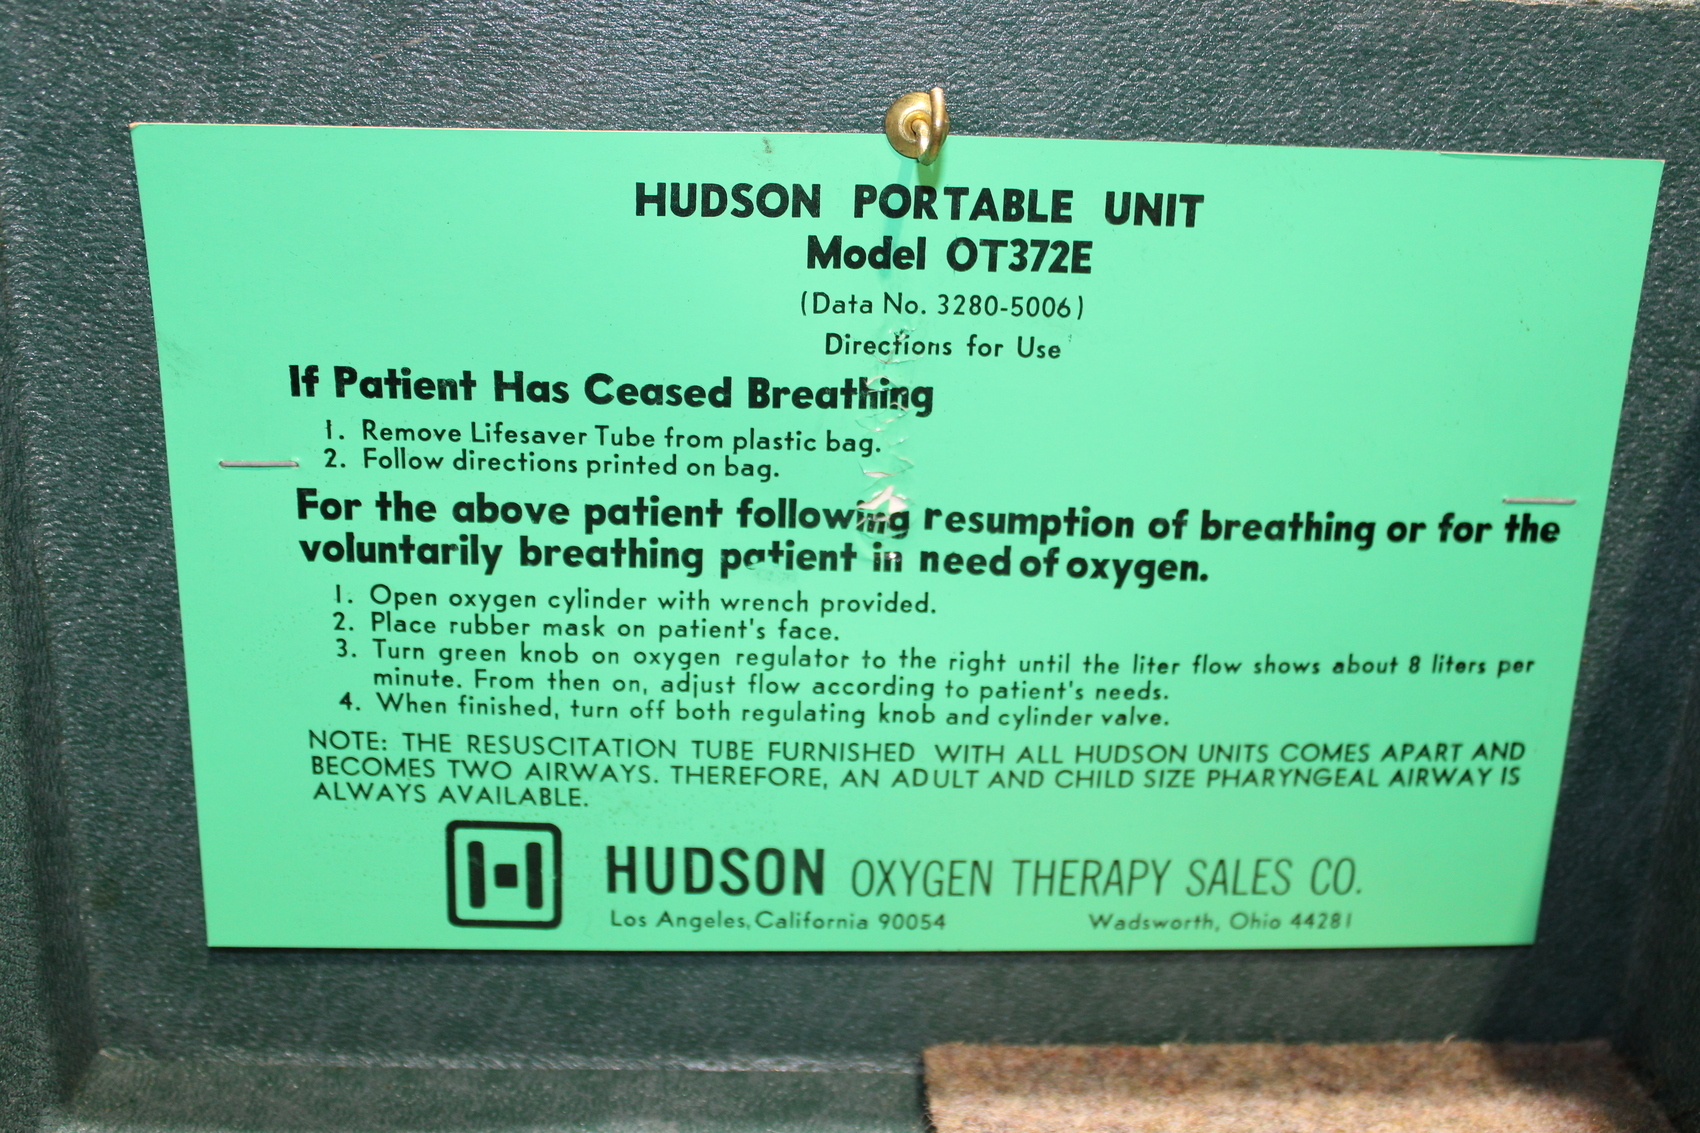 HUDSON PORTABLE UNIT
Model OT372E
(Data No. 3280-5006)
Directions for Use
If Patient Has Ceased Breathing
1. Remove Lifesaver Tube from plastic bag.
2. Follow directions printed on bag.
For the above patient following resumption of breathing or for the
voluntarily breathing patient in need of oxygen.
1. Open oxygen cylinder with wrench provided.
2. Place rubber mask on patient's face.
3. Turn green knob on oxygen regulator to the right until the liter flow shows about 8 liters per
minute. From then on, adjust flow according to patient's needs.
4. When finished, turn off both regulating knob and cylinder valve.
NOTE: THE RESUSCITATION TUBE FURNISHED WITH ALL HUDSON UNITS COMES APART AND
BECOMES TWO AIRWAYS. THEREFORE, AN ADULT AND CHILD SIZE PHARYNGEAL AIRWAY IS
ALWAYS AVAILABLE.
H HUDSON OXYGEN THERAPY SALES CO.
Los Angeles, California 90054 Wadsworth, Ohio 44281